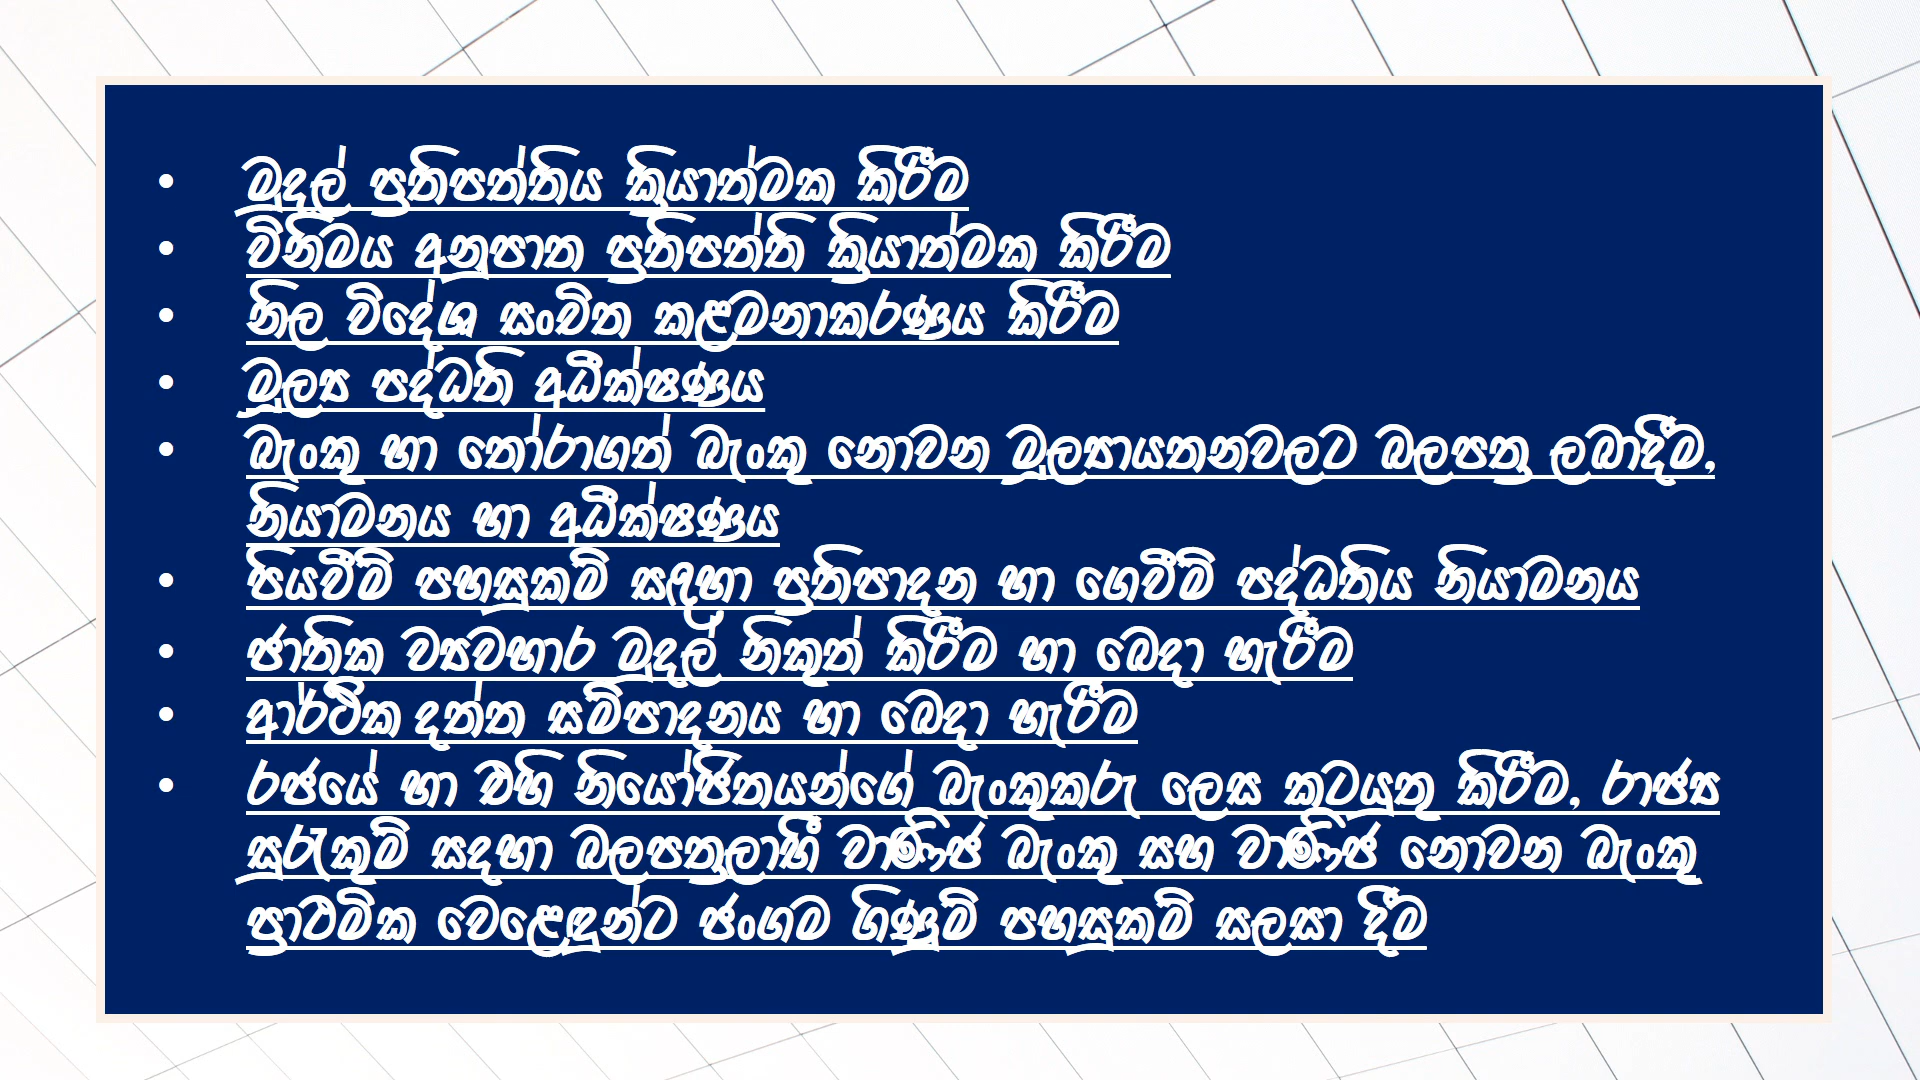 • මුදල් ප්‍රතිපත්තිය ක්‍රියාත්මක කිරීම
• විනිමය අනුපාත ප්‍රතිපත්ති ක්‍රියාත්මක කිරීම
• නිල විදේශ සංචිත කළමනාකරණය කිරීම
• මූල්‍ය පද්ධති අධීක්ෂණය
• බැංකු හා තෝරාගත් බැංකු නොවන මූල්‍යායතනවලට බලපත්‍ර ලබාදීම,
නියාමනය හා අධීක්ෂණය
• පියවීම් පහසුකම් සඳහා ප්‍රතිපාදන හා ගෙවීම් පද්ධතිය නියාමනය
• ජාතික ව්‍යවහාර මුදල් නිකුත් කිරීම හා බෙදා හැරීම
• ආර්ථික දත්ත සම්පාදනය හා බෙදා හැරීම
• රජයේ හා එහි නියෝජිතයන්ගේ බැංකුකරු ලෙස කටයුතු කිරීම, රාජ්‍ය
සුරැකුම් සදහා බලපත්‍රලාභී වාණිජ බැංකු සහ වාණිජ නොවන බැංකු
ප්‍රාථමික වෙළෙඳුන්ට ජංගම ගිණුම් පහසුකම් සලසා දීම